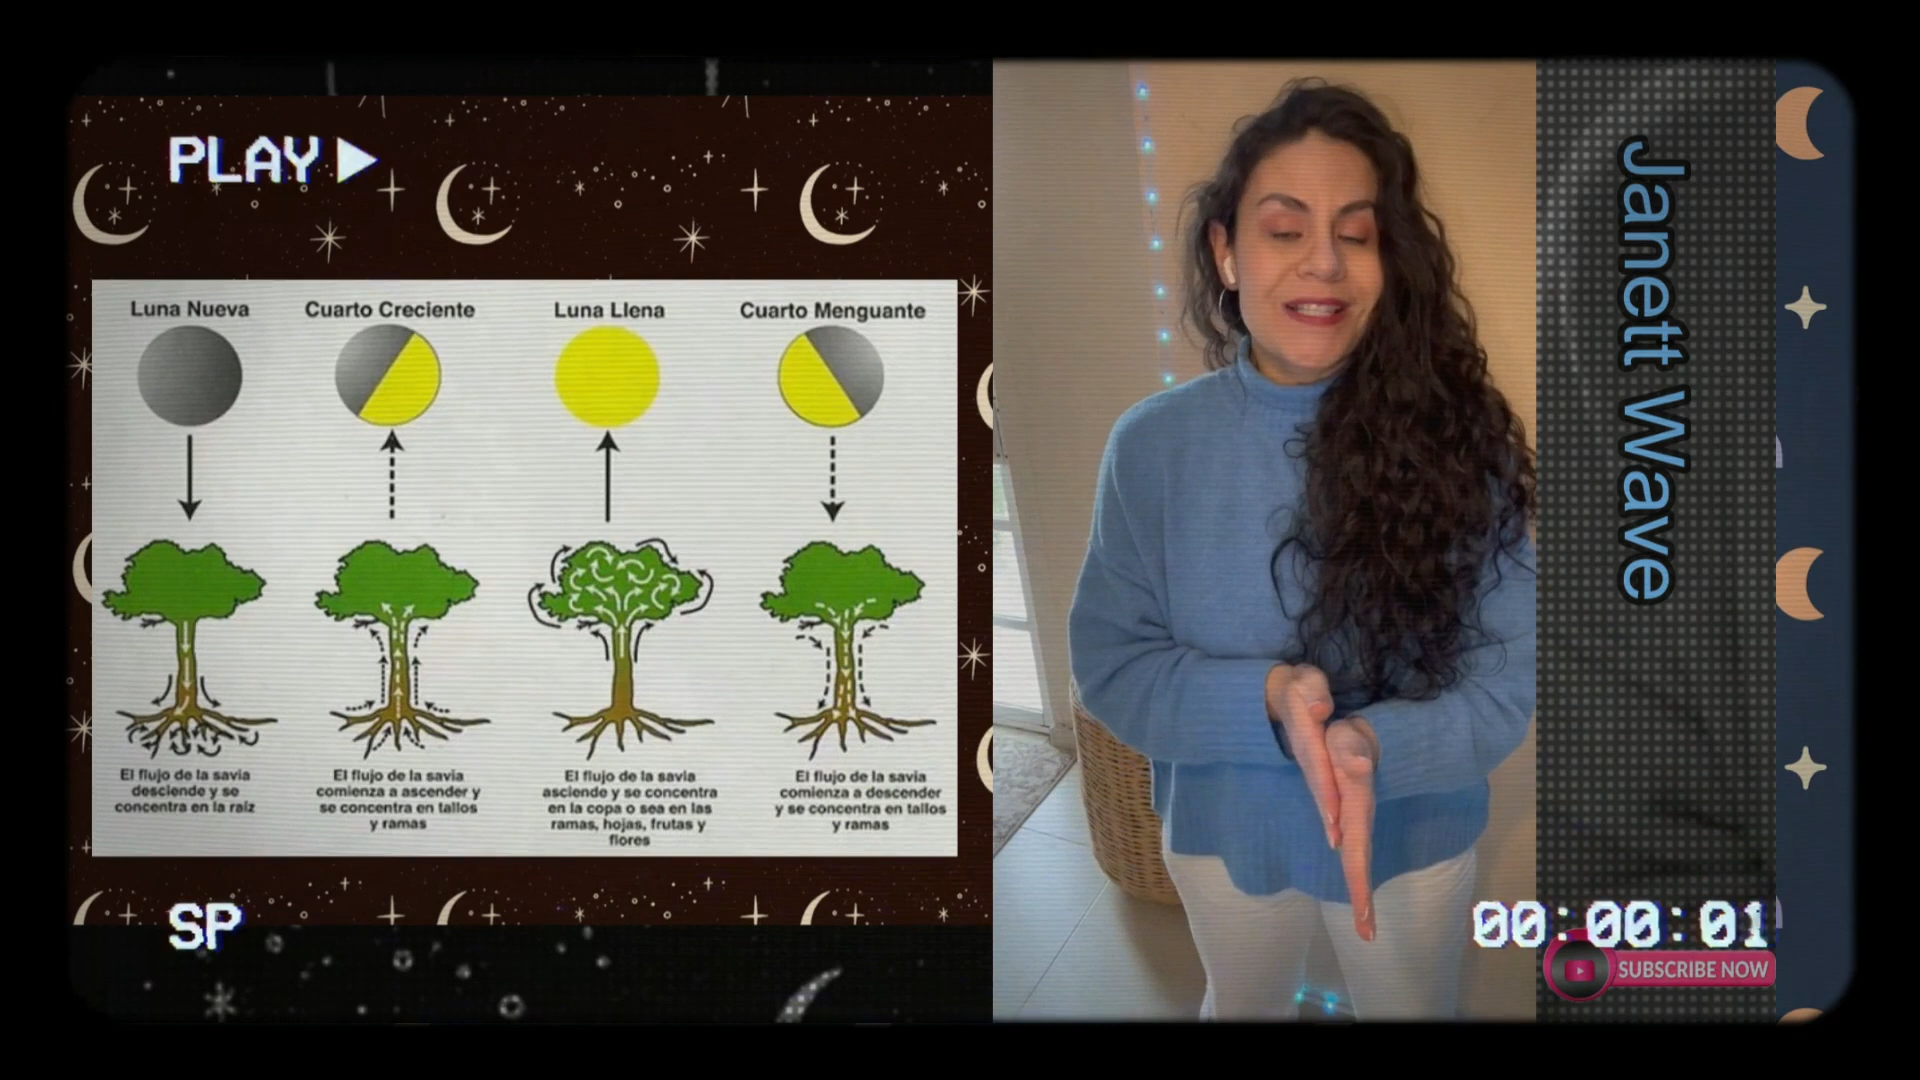 PLAY
Luna Nueva
Cuarto Creciente
Luna Llena
Cuarto Menguante
El flujo de la savia
desciende y se
concentra en la raíz
El flujo de la savia
comienza a ascender y
se concentra en tallos
y ramas
El flujo de la savia
asciende y se concentra
en la copa o sea en las
ramas, hojas, frutas y
flores
El flujo de la savia
comienza a descender
y se concentra en tallos
y ramas
SP
Janett Wave
00:00:01
SUBSCRIBE NOW